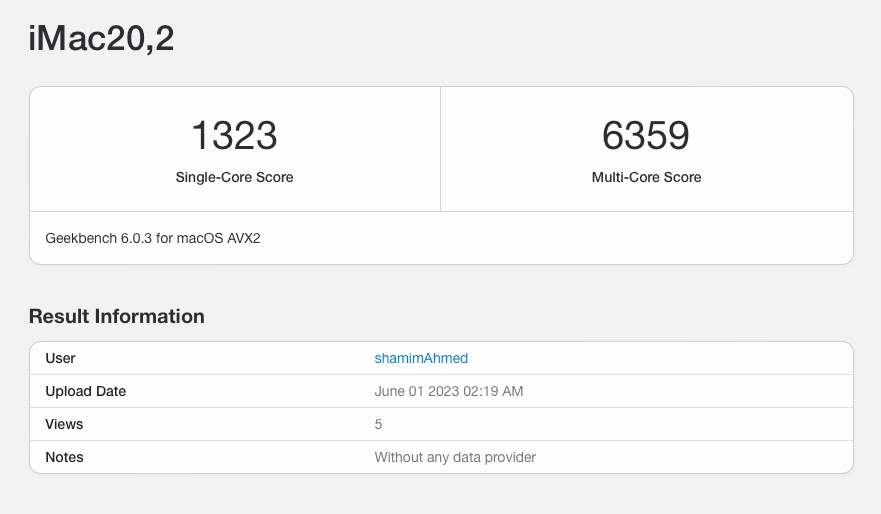 iMac20,2
1323
6359
Single-Core Score
Multi-Core Score
Geekbench 6.0.3 for macOS AVX2
Result Information
User shamimAhmed
Upload Date June 01 2023 02:19 AM
Views 5
Notes Without any data provider